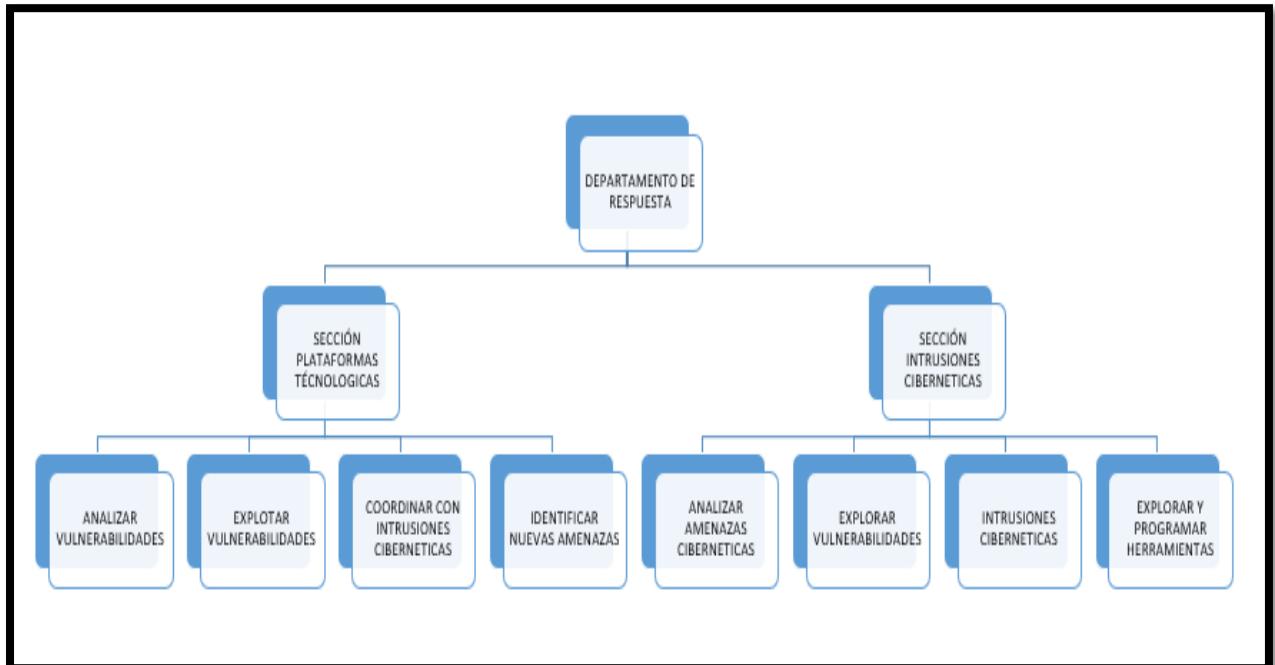 DEPARTAMENTO DE
RESPUESTA
SECCIÓN
PLATAFORMAS
TÉCNOLOGICAS
SECCIÓN
INTRUSIONES
CIBERNETICAS
ANALIZAR
VULNERABILIDADES
EXPLOTAR
VULNERABILIDADES
COORDINAR CON
INTRUSIONES
CIBERNETICAS
IDENTIFICAR
NUEVAS AMENAZAS
ANALIZAR
AMENAZAS
CIBERNETICAS
EXPLORAR
VULNERABILIDADES
INTRUSIONES
CIBERNETICAS
EXPLORAR Y
PROGRAMAR
HERRAMIENTAS